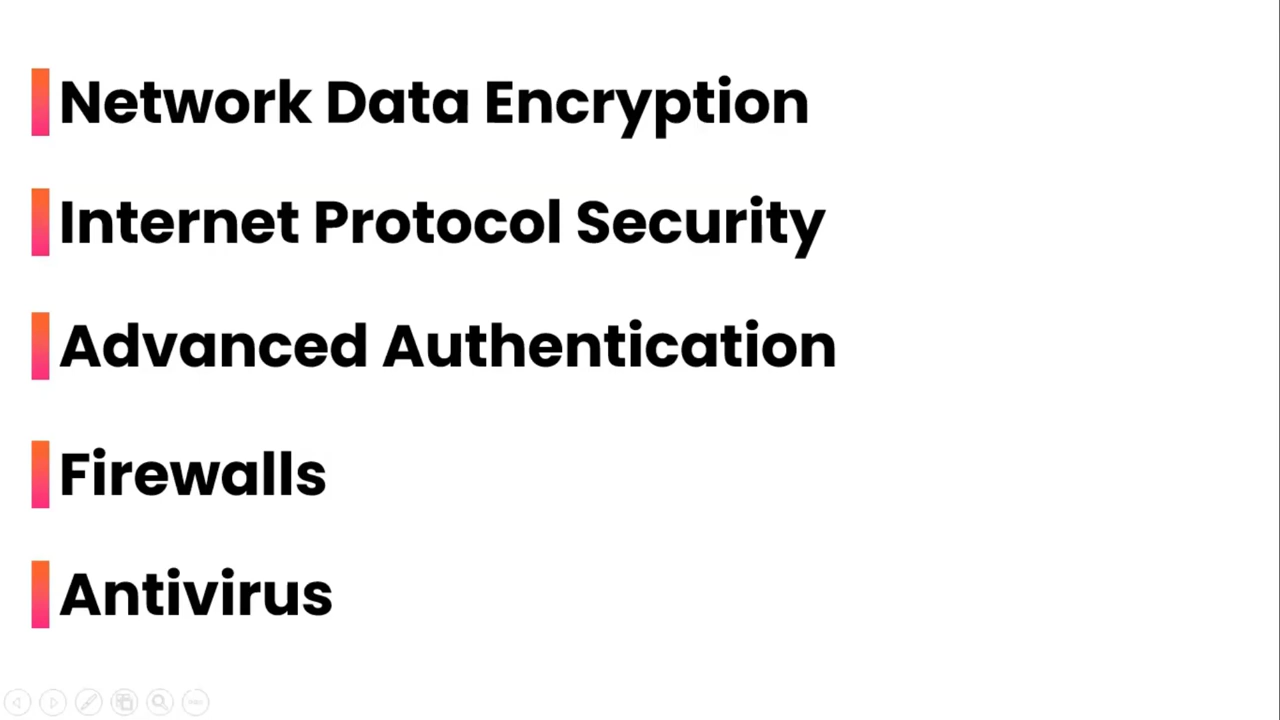 Network Data Encryption
Internet Protocol Security
Advanced Authentication
Firewalls
Antivirus